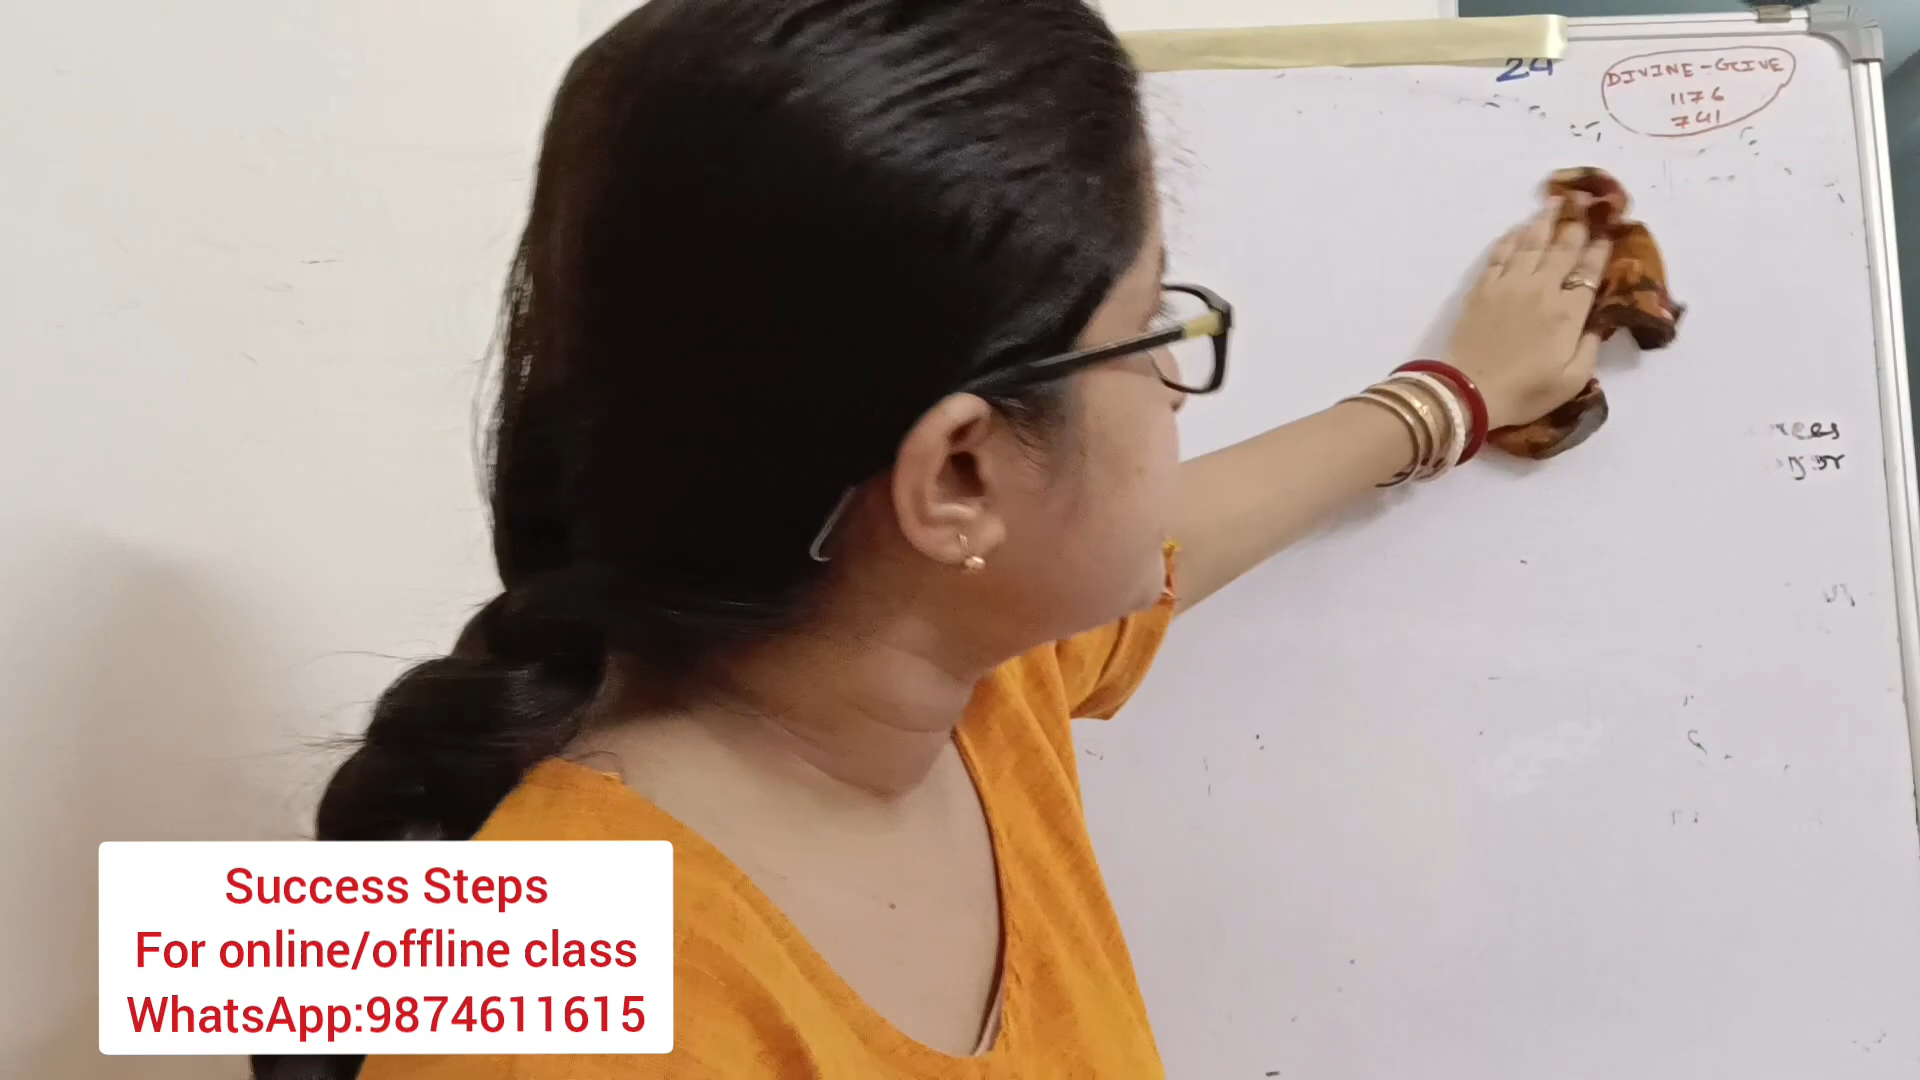 24
DIVINE-GIVE
1176
741
Success Steps
For online/offline class
WhatsApp:9874611615